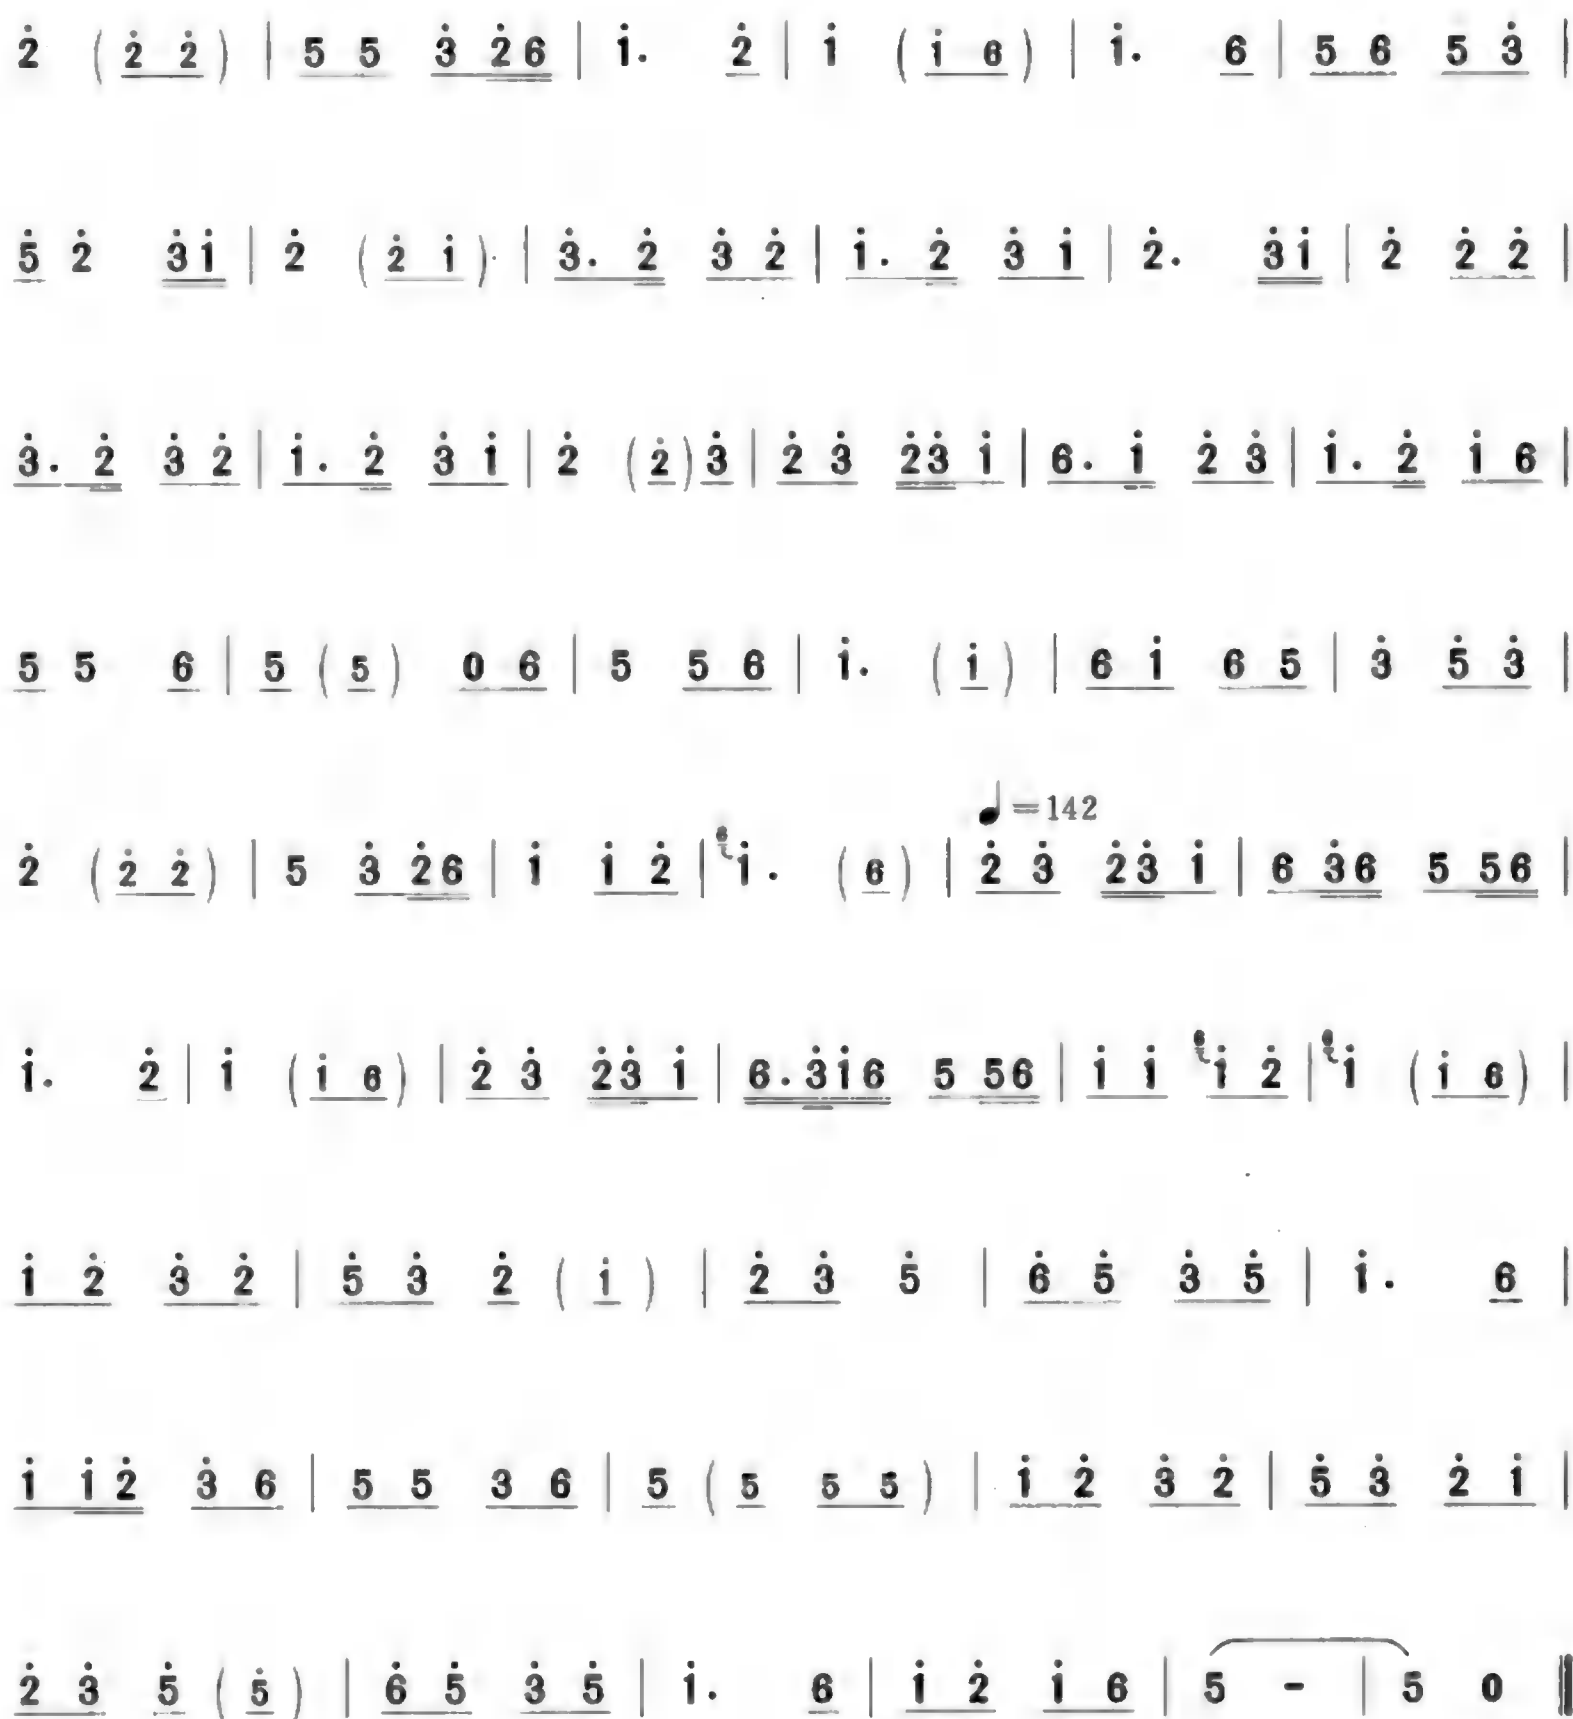 2̇ (2̇ 2̇) | 5 5 3̇ 2̇6 | 1̇. 2̇ | 1̇ (1̇ 6) | 1̇. 6 | 5 6 5 3̇ |
5̇ 2̇ 3̇1̇ | 2̇ (2̇ 1̇) | 3̇. 2̇ 3̇ 2̇ | 1̇. 2̇ 3̇ 1̇ | 2̇. 3̇1̇ | 2̇ 2̇ 2̇ |
3̇. 2̇ 3̇ 2̇ | 1̇. 2̇ 3̇ 1̇ | 2̇ (2̇) 3̇ | 2̇ 3̇ 2̇3̇ 1̇ | 6. 1̇ 2̇ 3̇ | 1̇. 2̇ 1̇ 6 |
5 5 6 | 5 (5) 0 6 | 5 5 6 | 1̇. (1̇) | 6 1̇ 6 5 | 3̇ 5̇ 3̇ |
♩=142
2̇ (2̇ 2̇) | 5 3̇ 2̇6 | 1̇ 1̇ 2̇ | 6 1̇. (6) | 2̇ 3̇ 2̇3̇ 1̇ | 6 3̇6 5 56 |
1̇. 2̇ | 1̇ (1̇ 6) | 2̇ 3̇ 2̇3̇ 1̇ | 6.3̇1̇6 5 56 | 1̇ 1̇ 6 1̇ 2̇ | 6 1̇ (1̇ 6) |
1̇ 2̇ 3̇ 2̇ | 5̇ 3̇ 2̇ (1̇) | 2̇ 3̇ 5̇ | 6̇ 5̇ 3̇ 5̇ | 1̇. 6 |
1̇ 1̇2̇ 3̇ 6 | 5 5 3 6 | 5 (5 5 5) | 1̇ 2̇ 3̇ 2̇ | 5̇ 3̇ 2̇ 1̇ |
2̇ 3̇ 5̇ (5̇) | 6̇ 5̇ 3̇ 5̇ | 1̇. 6 | 1̇ 2̇ 1̇ 6 | 5 - | 5 0 ‖